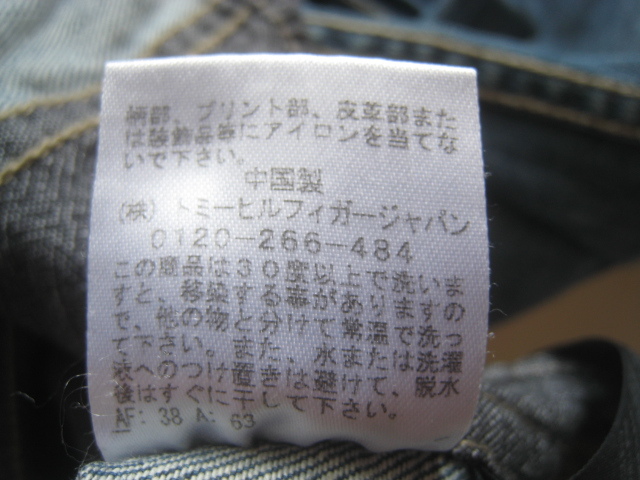 柄部、プリント部、皮革部また
は装飾品等にアイロンを当てな
いで下さい。
中国製
(株) トミーヒルフィガージャパン
0120-266-484
この商品は30度以上で洗いま
すと、移染する事がありますの
で、他の物と分けて常温で洗っ
て下さい。また、水または洗濯
液へのつけ置きは避けて、脱水
後はすぐに干して下さい。
AF: 38 A: 63